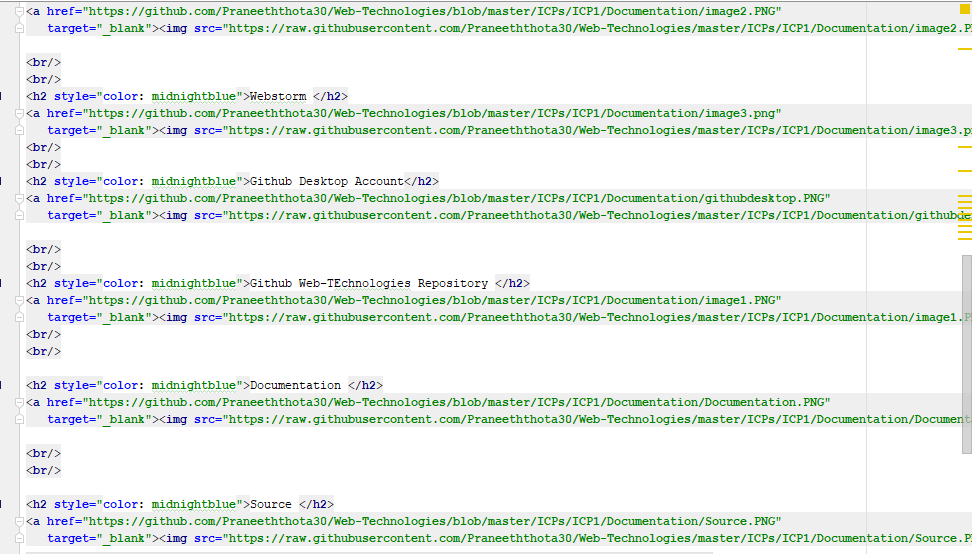 <a href="https://github.com/Praneeththota30/Web-Technologies/blob/master/ICPs/ICP1/Documentation/image2.PNG"
target="_blank"><img src="https://raw.githubusercontent.com/Praneeththota30/Web-Technologies/master/ICPs/ICP1/Documentation/image2.P
<br/>
<br/>
<h2 style="color: midnightblue">Webstorm </h2>
<a href="https://github.com/Praneeththota30/Web-Technologies/blob/master/ICPs/ICP1/Documentation/image3.png"
target="_blank"><img src="https://raw.githubusercontent.com/Praneeththota30/Web-Technologies/master/ICPs/ICP1/Documentation/image3.p
<br/>
<br/>
<h2 style="color: midnightblue">Github Desktop Account</h2>
<a href="https://github.com/Praneeththota30/Web-Technologies/blob/master/ICPs/ICP1/Documentation/githubdesktop.PNG"
target="_blank"><img src="https://raw.githubusercontent.com/Praneeththota30/Web-Technologies/master/ICPs/ICP1/Documentation/githubde
<br/>
<br/>
<h2 style="color: midnightblue">Github Web-TEchnologies Repository </h2>
<a href="https://github.com/Praneeththota30/Web-Technologies/blob/master/ICPs/ICP1/Documentation/image1.PNG"
target="_blank"><img src="https://raw.githubusercontent.com/Praneeththota30/Web-Technologies/master/ICPs/ICP1/Documentation/image1.P
<br/>
<br/>
<h2 style="color: midnightblue">Documentation </h2>
<a href="https://github.com/Praneeththota30/Web-Technologies/blob/master/ICPs/ICP1/Documentation/Documentation.PNG"
target="_blank"><img src="https://raw.githubusercontent.com/Praneeththota30/Web-Technologies/master/ICPs/ICP1/Documentation/Document
<br/>
<br/>
<h2 style="color: midnightblue">Source </h2>
<a href="https://github.com/Praneeththota30/Web-Technologies/blob/master/ICPs/ICP1/Documentation/Source.PNG"
target="_blank"><img src="https://raw.githubusercontent.com/Praneeththota30/Web-Technologies/master/ICPs/ICP1/Documentation/Source.P